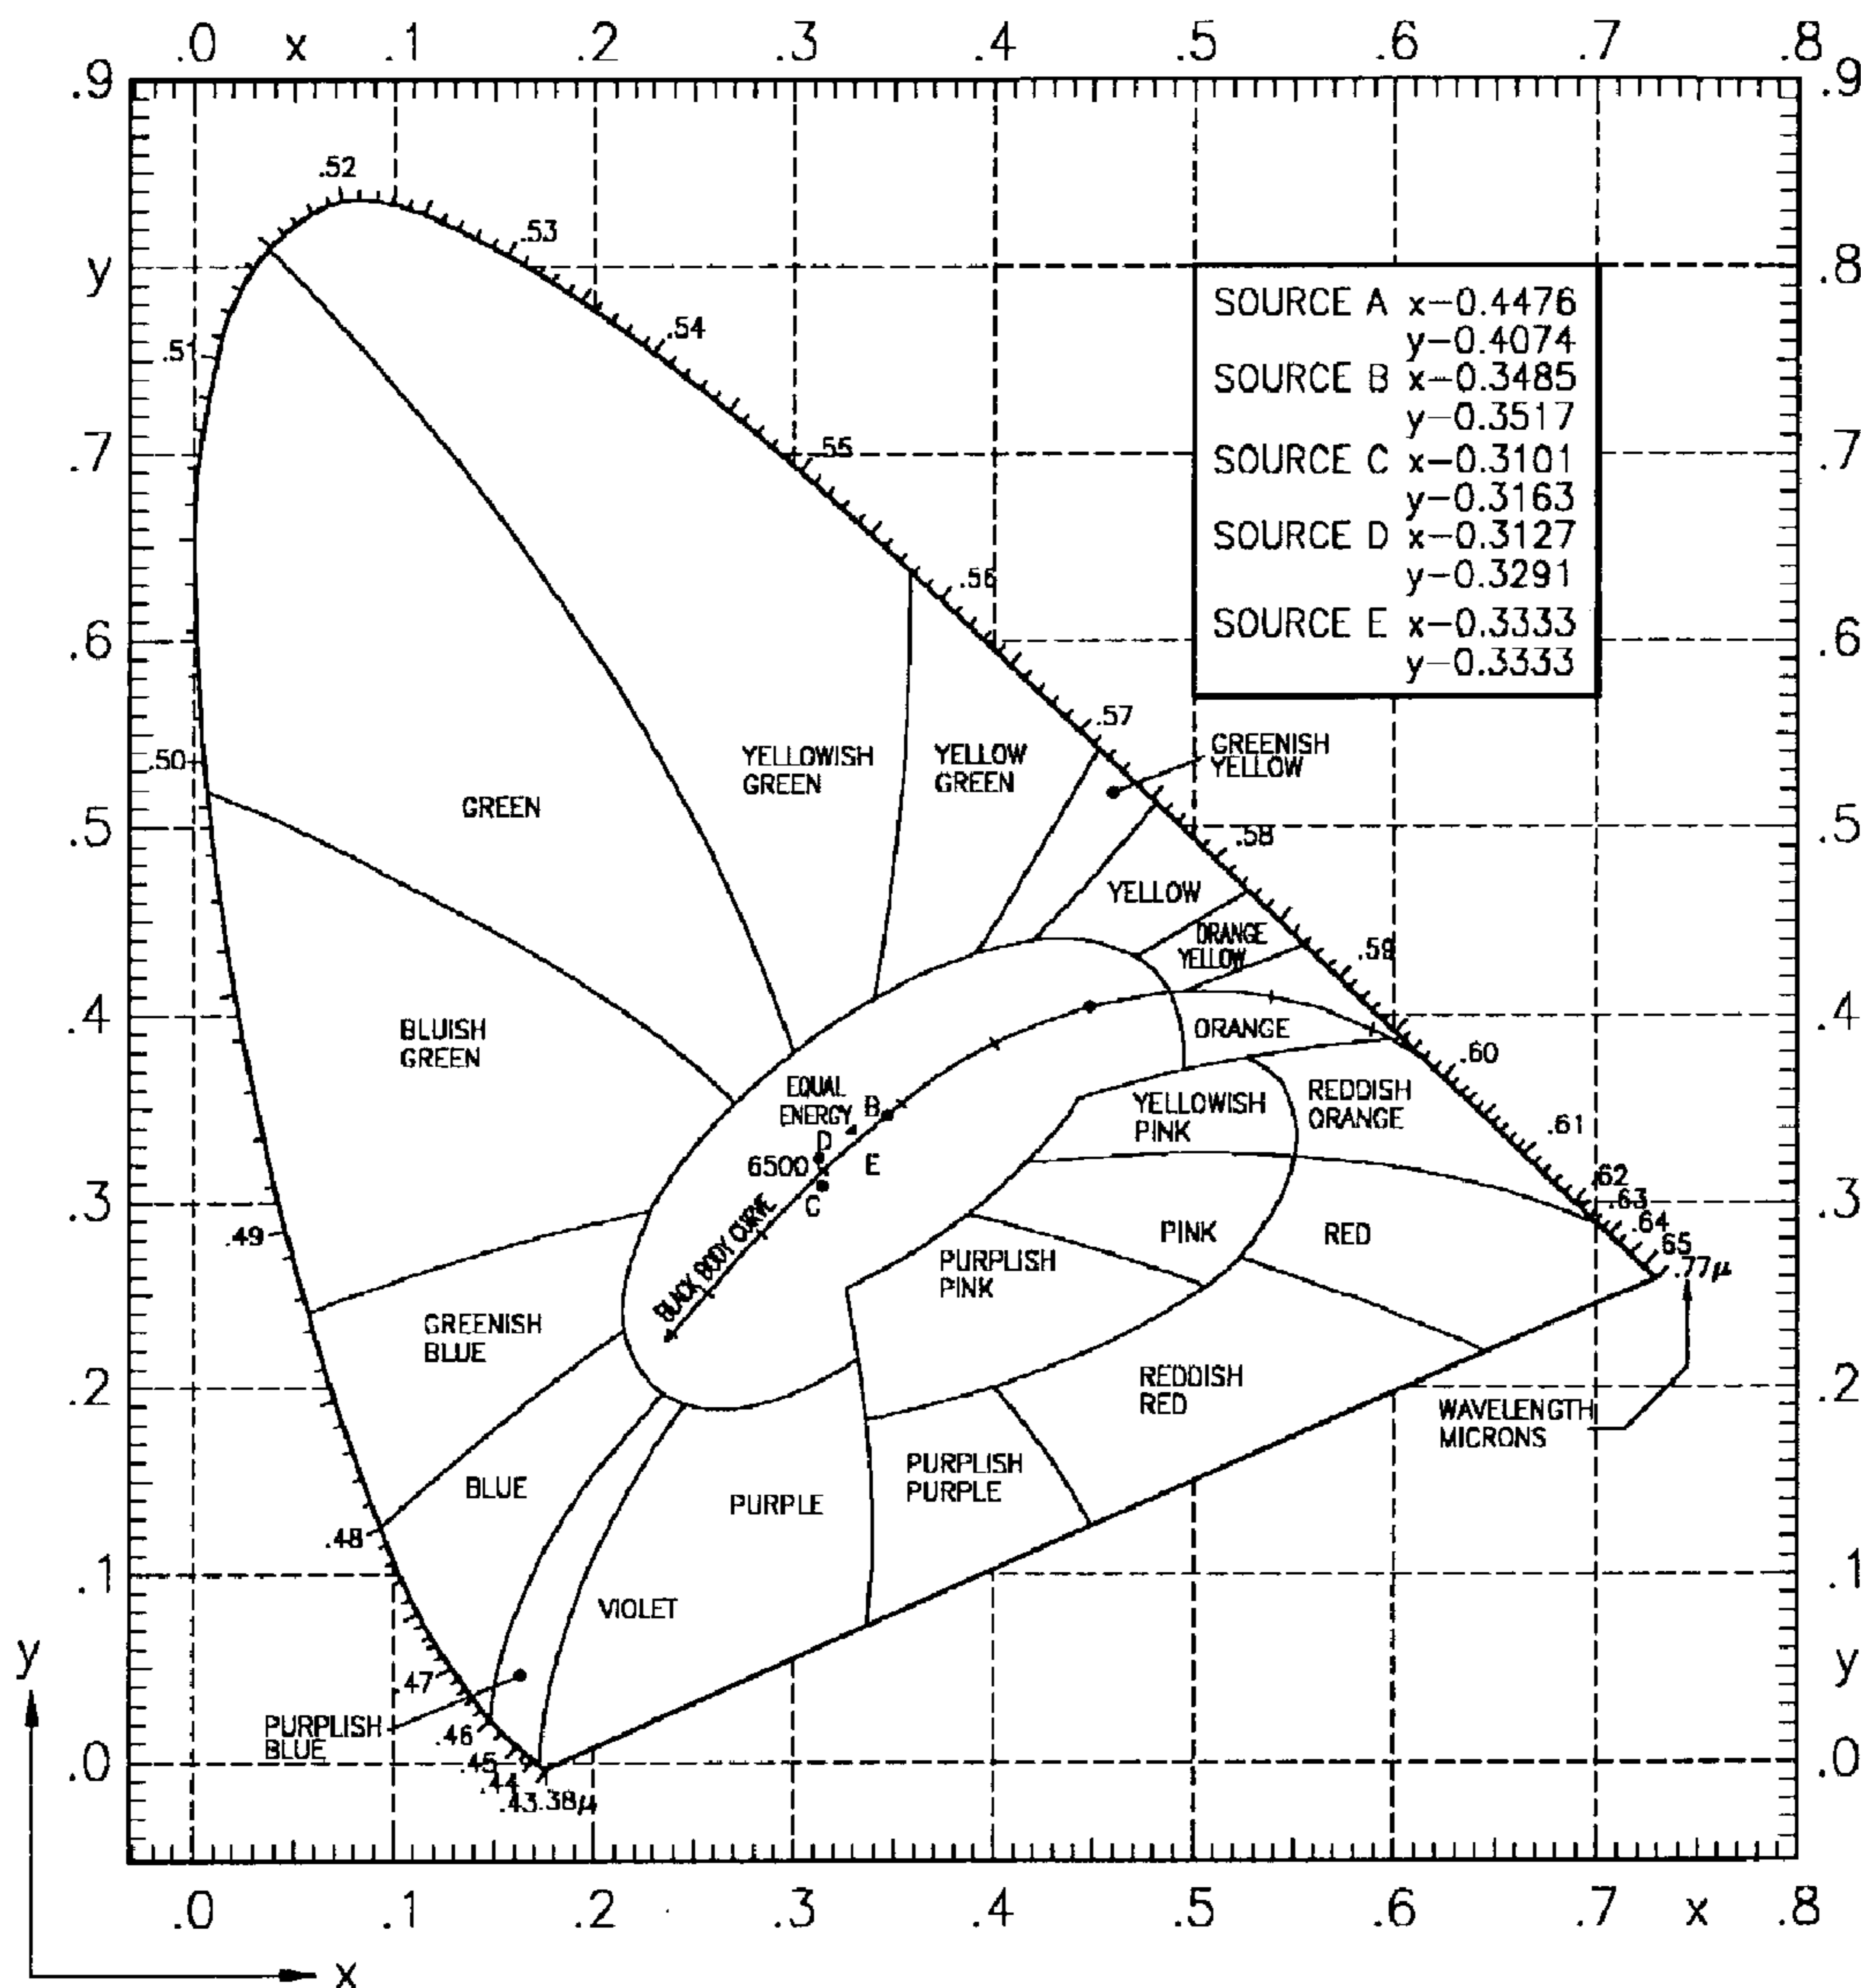 .0 x .1 .2 .3 .4 .5 .6 .7 .8
.9 .9
.52
.53
y .8
.54
SOURCE A x-0.4476
y-0.4074
SOURCE B x-0.3485
y-0.3517
SOURCE C x-0.3101
y-0.3163
SOURCE D x-0.3127
y-0.3291
SOURCE E x-0.3333
y-0.3333
.51
.7 .7
.55
.56
.6 .6
.57
.50
GREENISH
YELLOW
YELLOWISH
GREEN
YELLOW
GREEN
GREEN
.5 .5
.58
YELLOW
ORANGE
YELLOW
.59
.4 .4
BLUISH
GREEN
ORANGE
.60
EQUAL
ENERGY
B
D
E
6500
C
BLACK BODY CURVE
YELLOWISH
PINK
REDDISH
ORANGE
.61
.62
.63
.64
.65
.77μ
.3 .3
.49
PINK
RED
PURPLISH
PINK
GREENISH
BLUE
.2 .2
REDDISH
RED
WAVELENGTH
MICRONS
BLUE
PURPLE
PURPLISH
PURPLE
.48
.1 .1
VIOLET
y y
.47
PURPLISH
BLUE
.46
.45
.44
.43 .38μ
.0 .0
.0 .1 .2 .3 .4 .5 .6 .7 x .8
x